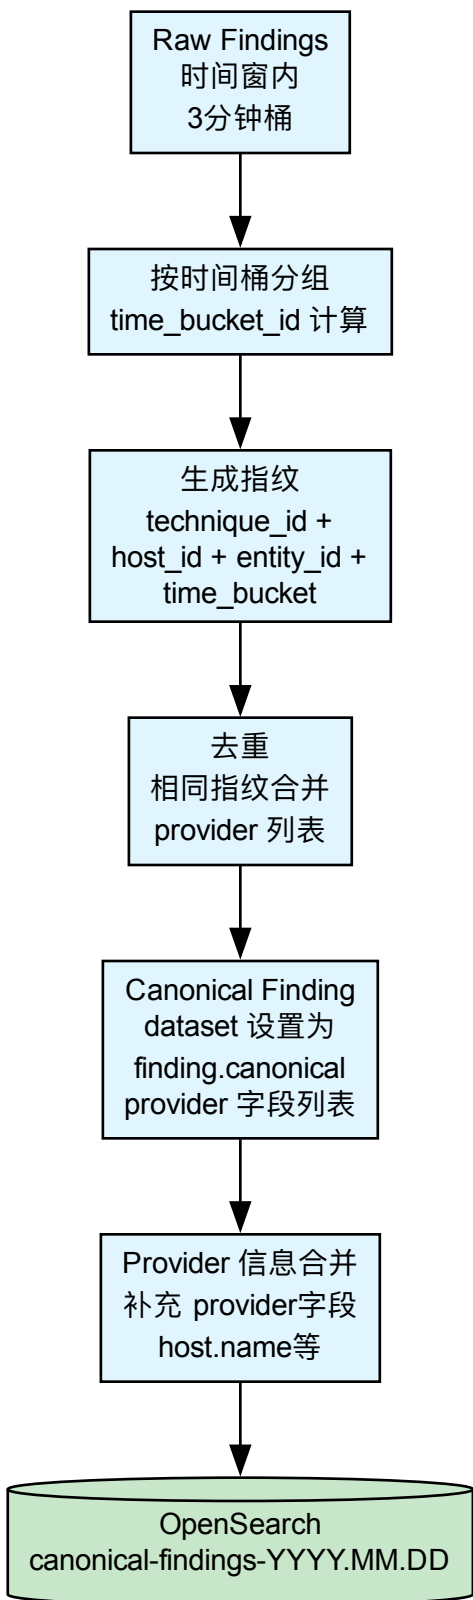 Raw Findings
时间窗内
3分钟桶
按时间桶分组
time_bucket_id 计算
生成指纹
technique_id +
host_id + entity_id +
time_bucket
去重
相同指纹合并
provider 列表
Canonical Finding
dataset 设置为
finding.canonical
provider 字段列表
Provider 信息合并
补充 provider字段
host.name等
OpenSearch
canonical-findings-YYYY.MM.DD